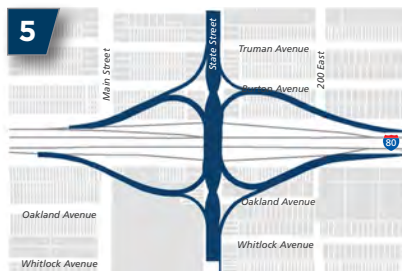 5
State Street
Main Street
Truman Avenue
200 East
Burton Avenue
80
Oakland Avenue
Oakland Avenue
Whitlock Avenue
Whitlock Avenue